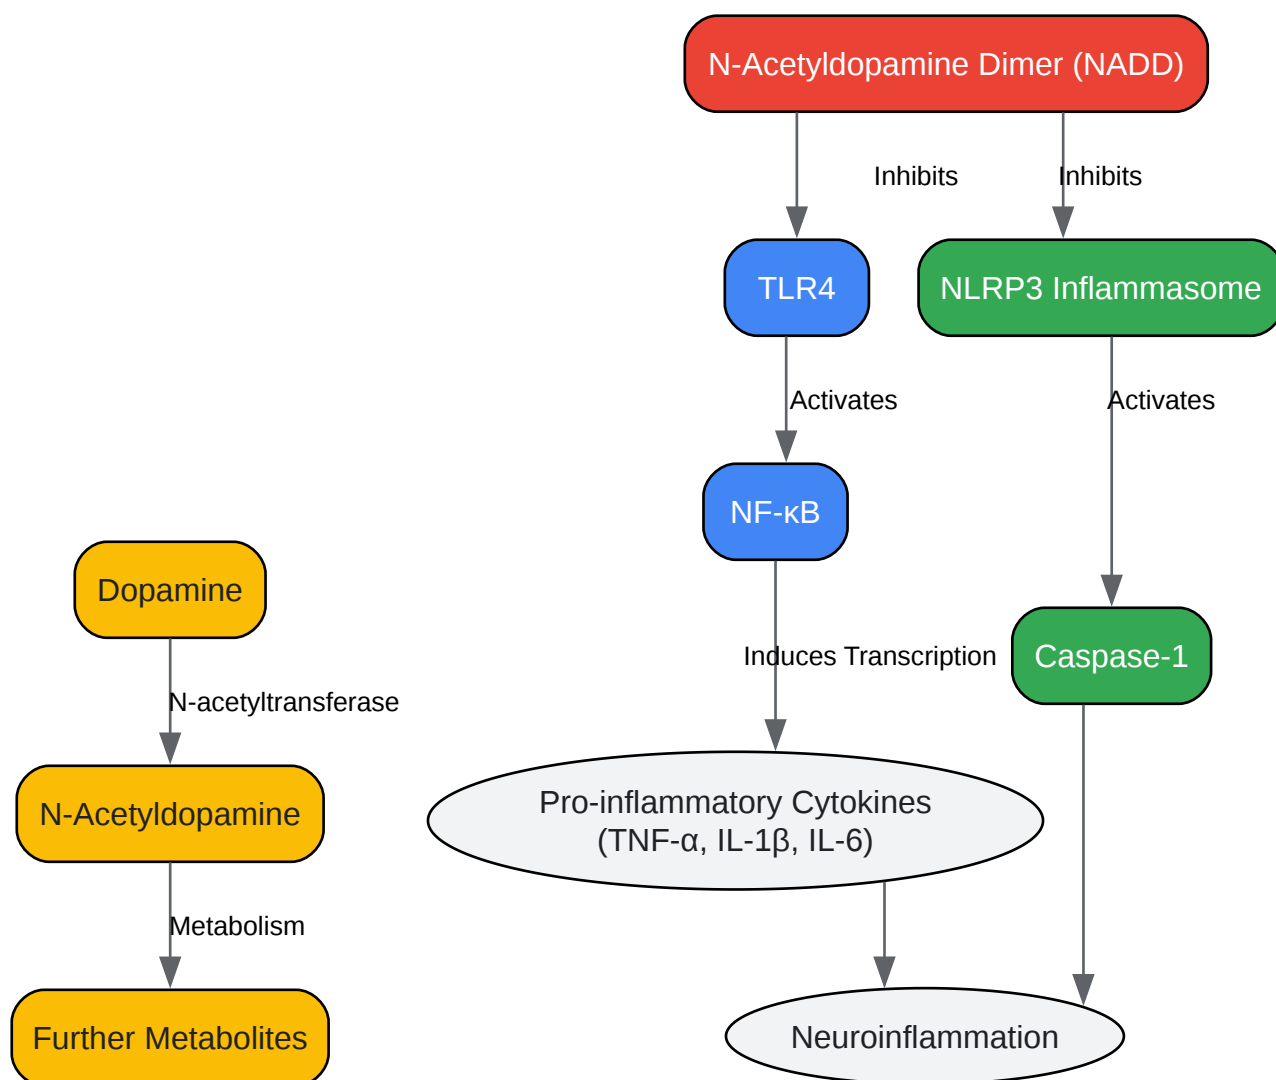 N-Acetyldopamine Dimer (NADD)
Inhibits
Inhibits
TLR4
NLRP3 Inflammasome
Activates
Activates
NF-κB
Dopamine
Induces Transcription
Caspase-1
N-acetyltransferase
N-Acetyldopamine
Pro-inflammatory Cytokines
(TNF-α, IL-1β, IL-6)
Metabolism
Further Metabolites
Neuroinflammation